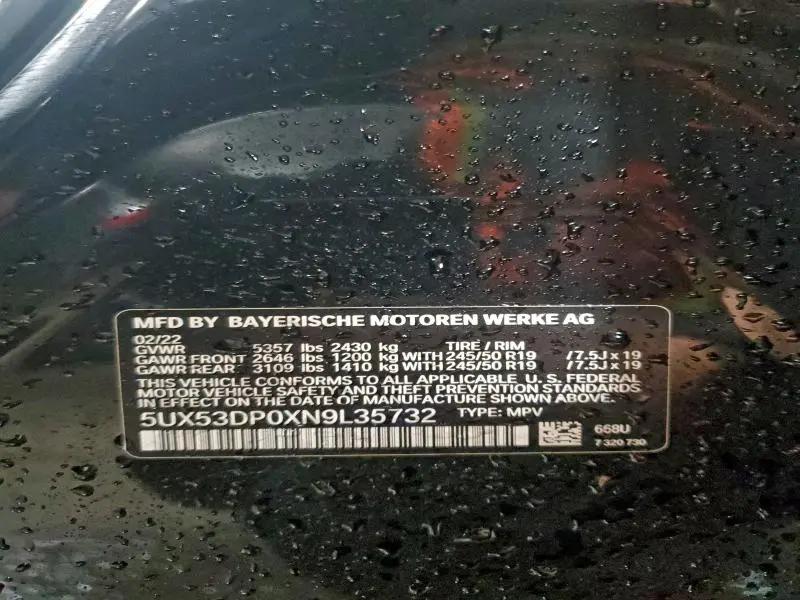 MFD BY BAYERISCHE MOTOREN WERKE AG
02/22
GVWR 5357 lbs 2430 kg TIRE / RIM
GAWR FRONT 2646 lbs 1200 kg WITH 245/50 R19 /7.5J x 19
GAWR REAR 3109 lbs 1410 kg WITH 245/50 R19 /7.5J x 19
THIS VEHICLE CONFORMS TO ALL APPLICABLE U. S. FEDERAL
MOTOR VEHICLE SAFETY AND THEFT PREVENTION STANDARDS
IN EFFECT ON THE DATE OF MANUFACTURE SHOWN ABOVE.
5UX53DP0XN9L35732 TYPE: MPV
658U
7 320 730